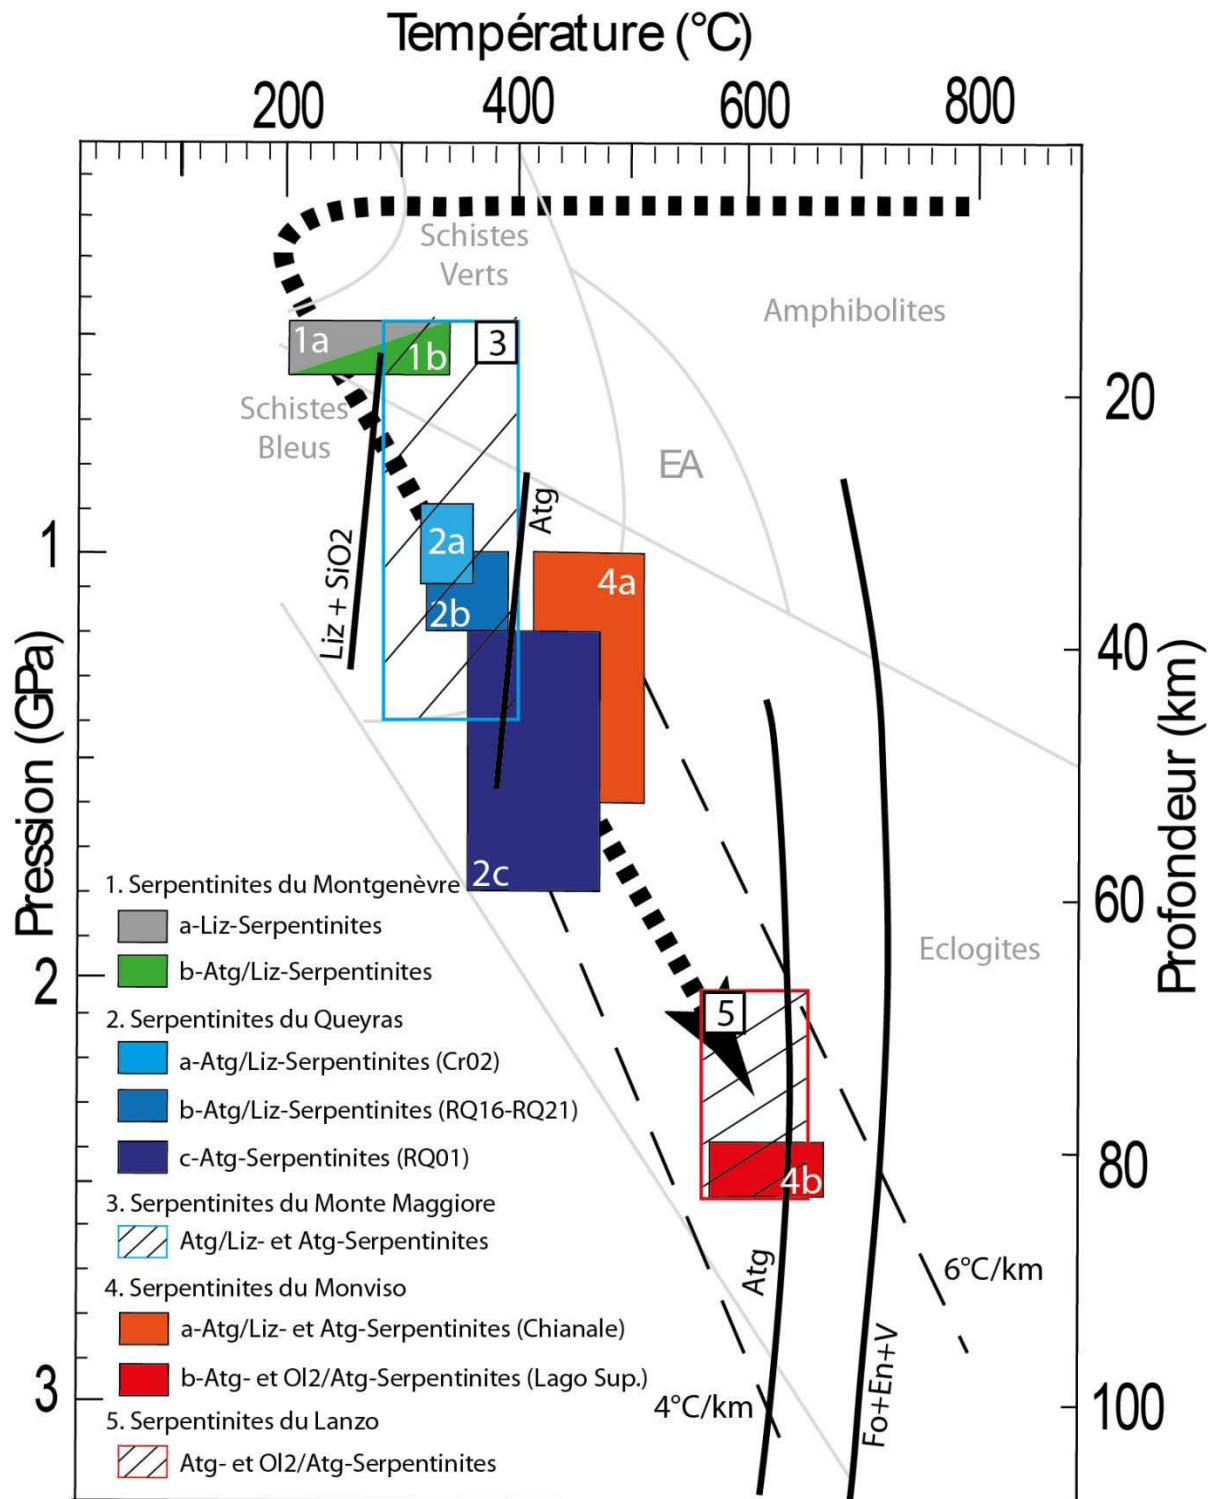 Température (°C)
200 400 600 800
Schistes
Verts
Amphibolites
1a
1b
3
20
Schistes
Bleus
EA
Atg
1
2a
4a
2b
Liz + SiO2
40
Pression (GPa)
Profondeur (km)
2c
60
Eclogites
2
5
80
4b
Atg
6°C/km
3
4°C/km
Fo+En+V
100
1. Serpentinites du Montgenèvre
a-Liz-Serpentinites
b-Atg/Liz-Serpentinites
2. Serpentinites du Queyras
a-Atg/Liz-Serpentinites (Cr02)
b-Atg/Liz-Serpentinites (RQ16-RQ21)
c-Atg-Serpentinites (RQ01)
3. Serpentinites du Monte Maggiore
Atg/Liz- et Atg-Serpentinites
4. Serpentinites du Monviso
a-Atg/Liz- et Atg-Serpentinites (Chianale)
b-Atg- et Ol2/Atg-Serpentinites (Lago Sup.)
5. Serpentinites du Lanzo
Atg- et Ol2/Atg-Serpentinites